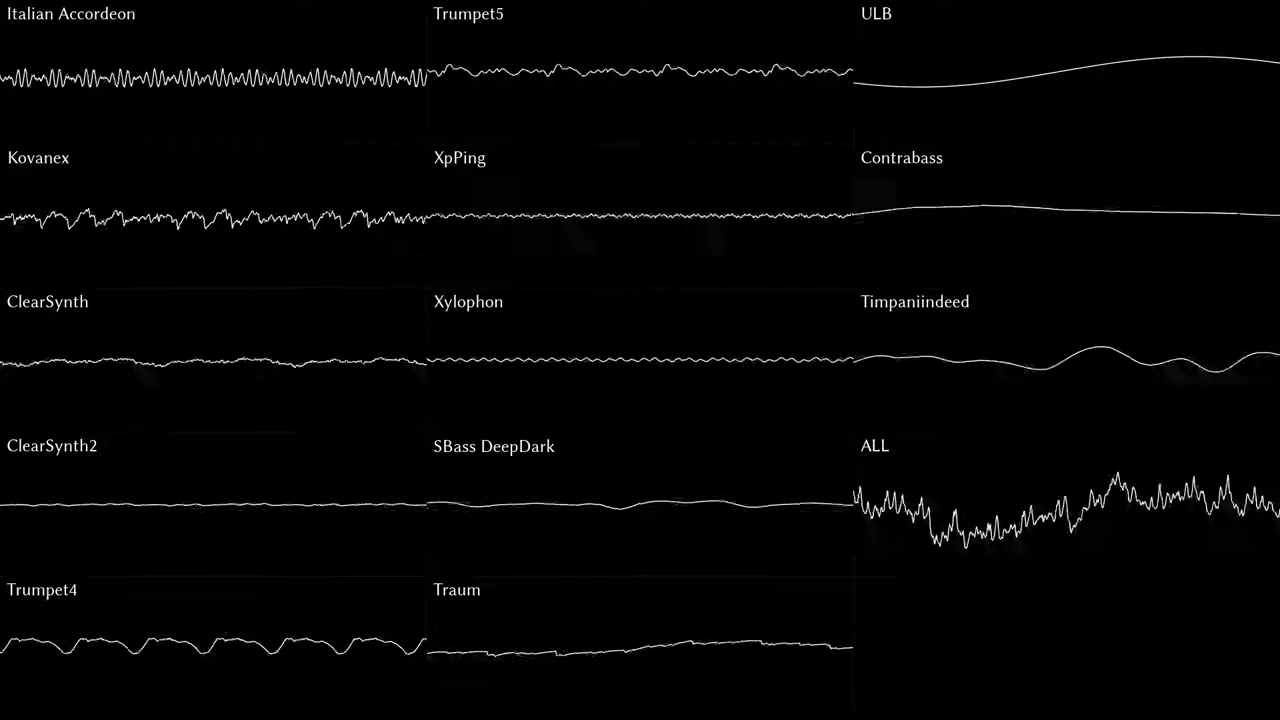 Italian Accordeon
Trumpet5
ULB
Kovanex
XpPing
Contrabass
ClearSynth
Xylophon
Timpaniindeed
ClearSynth2
SBass DeepDark
ALL
Trumpet4
Traum